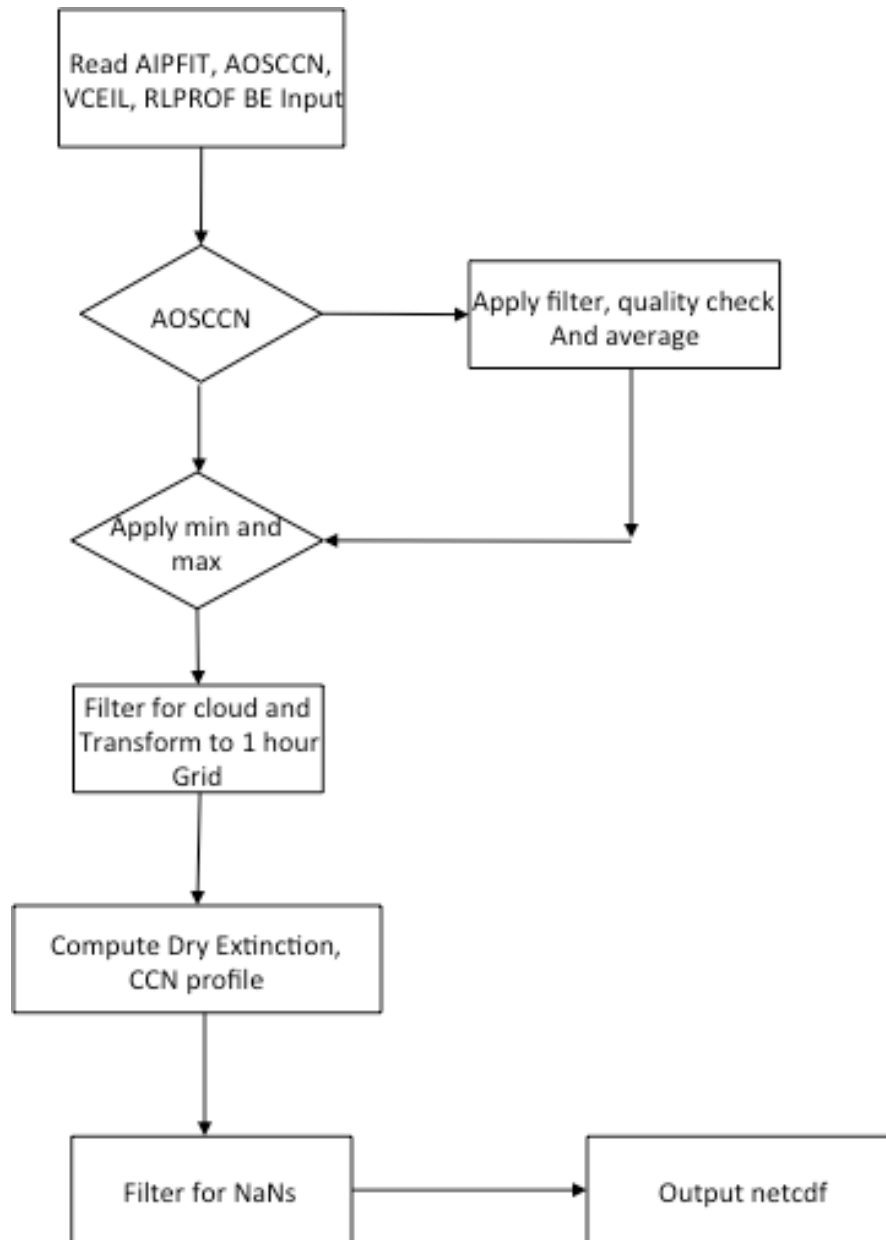 Read AIPFIT, AOSCCN,
VCEIL, RLPROF BE Input
AOSCCN
Apply filter, quality check
And average
Apply min and
max
Filter for cloud and
Transform to 1 hour
Grid
Compute Dry Extinction,
CCN profile
Filter for NaNs
Output netcdf